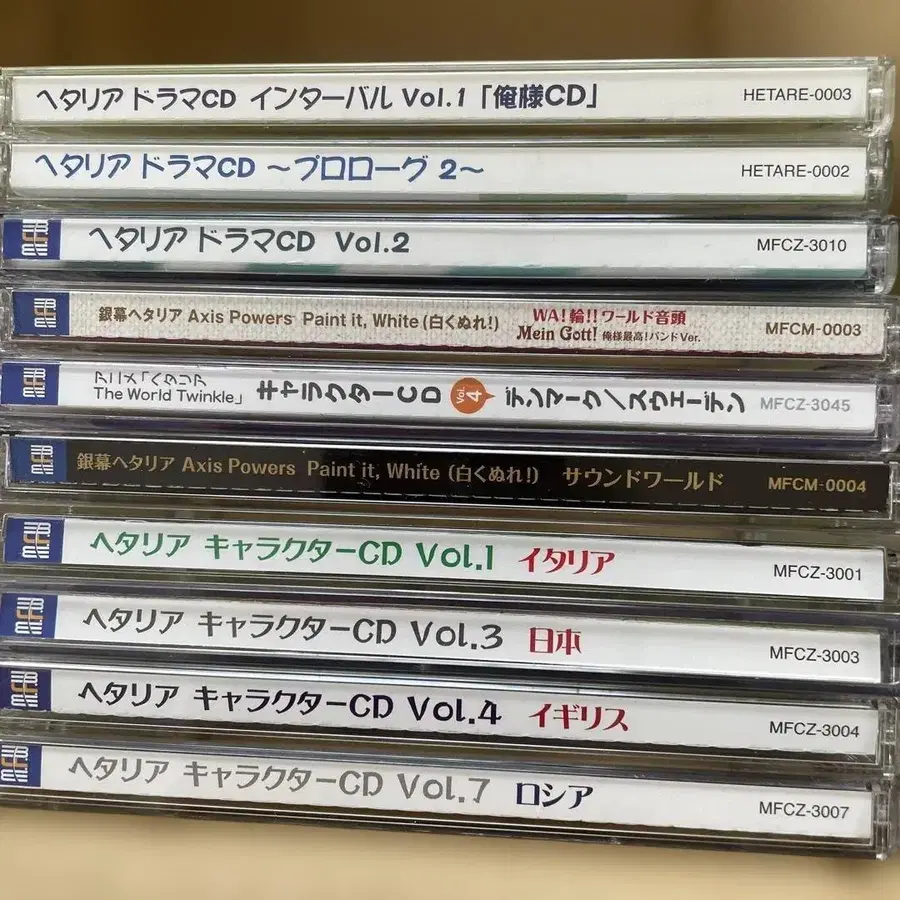 ヘタリア ドラマCD インターバル Vol.1「俺様CD」 HETARE-0003
ヘタリア ドラマCD ～プロローグ 2～ HETARE-0002
MFCD ヘタリア ドラマCD Vol.2 MFCZ-3010
銀幕ヘタリア Axis Powers Paint it, White (白くぬれ!) WA!輪!!ワールド音頭
Mein Gott! 俺様最高!バンドVer. MFCM-0003
アニメ「ヘタリア
The World Twinkle」 キャラクターCD Vol.4 デンマーク/スウェーデン MFCZ-3045
銀幕ヘタリア Axis Powers Paint it, White (白くぬれ!) サウンドワールド MFCM-0004
ヘタリア キャラクターCD Vol.1 イタリア MFCZ-3001
ヘタリア キャラクターCD Vol.3 日本 MFCZ-3003
ヘタリア キャラクターCD Vol.4 イギリス MFCZ-3004
ヘタリア キャラクターCD Vol.7 ロシア MFCZ-3007